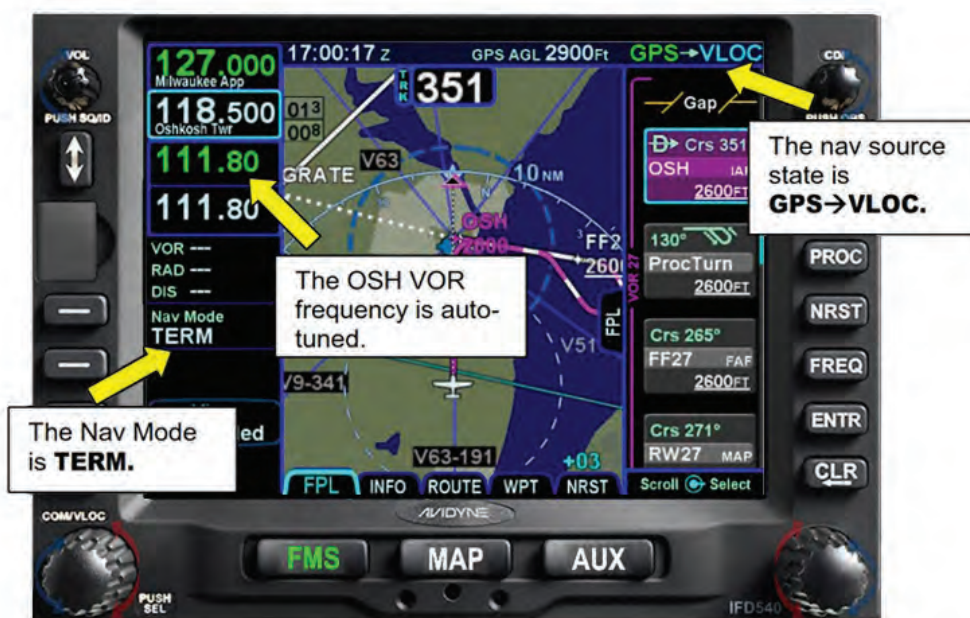 VOL
PUSH SQ/ID
127.000
Milwaukee App
118.500
Oshkosh Twr
111.80
111.80
VOR ---
RAD ---
DIS ---
Nav Mode
TERM
led
17:00:17 Z
GPS AGL 2900Ft
GPS→VLOC
TRK
351
013
008
GRATE
V63
10 NM
N
OSH
2600
3
FF2
2600
V51
V9-341
V63-191
+03
FPL
VOR 27
Gap
D Crs 351
OSH IAF
2600FT
130°
ProcTurn
2600FT
Crs 265°
FF27 FAF
2600FT
Crs 271°
RW27 MAP
FPL INFO ROUTE WPT NRST
Scroll Select
CDI
PROC
NRST
FREQ
ENTR
CLR
The nav source
state is
GPS→VLOC.
The OSH VOR
frequency is auto-
tuned.
The Nav Mode
is TERM.
COM/VLOC
PUSH
SEL
AVIDYNE
FMS
MAP
AUX
IFD540